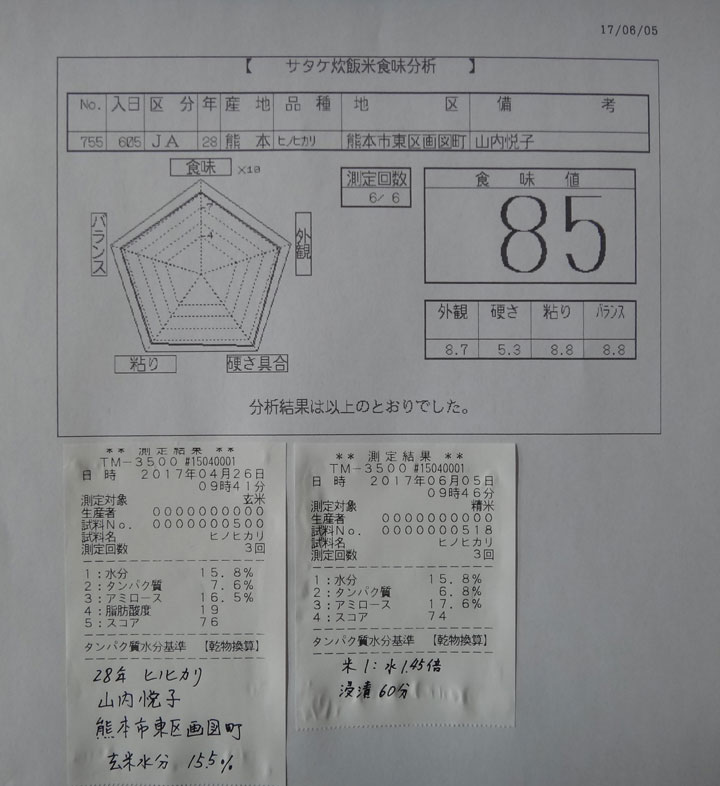 17/06/05
【 サタケ炊飯米食味分析 】
No. 入日 区分 年 産地 品種 地区 備考
755 605 JA 28 熊本 ヒノヒカリ 熊本市東区画図町 山内悦子
食味 ×10
7
4
バランス
外観
粘り
硬さ具合
測定回数
6/ 6
食味値
85
外観 硬さ 粘り バランス
8.7 5.3 8.8 8.8
分析結果は以上のとおりでした。
** 測定結果 **
TM-3500 #15040001
日時 2017年04月26日
09時41分
測定対象 玄米
生産者 0000000000
試料No. 0000000500
試料名 ヒノヒカリ
測定回数 3回
1:水分 15.8%
2:タンパク質 7.6%
3:アミロース 16.5%
4:脂肪酸度 19
5:スコア 76
タンパク質水分基準 【乾物換算】
28年 ヒノヒカリ
山内悦子
熊本市東区画図町
玄米水分 15.5%
** 測定結果 **
TM-3500 #15040001
日時 2017年06月05日
09時46分
測定対象 精米
生産者 0000000000
試料No. 0000000518
試料名 ヒノヒカリ
測定回数 3回
1:水分 15.8%
2:タンパク質 6.8%
3:アミロース 17.6%
4:スコア 74
タンパク質水分基準 【乾物換算】
米1:水1.45倍
浸漬60分